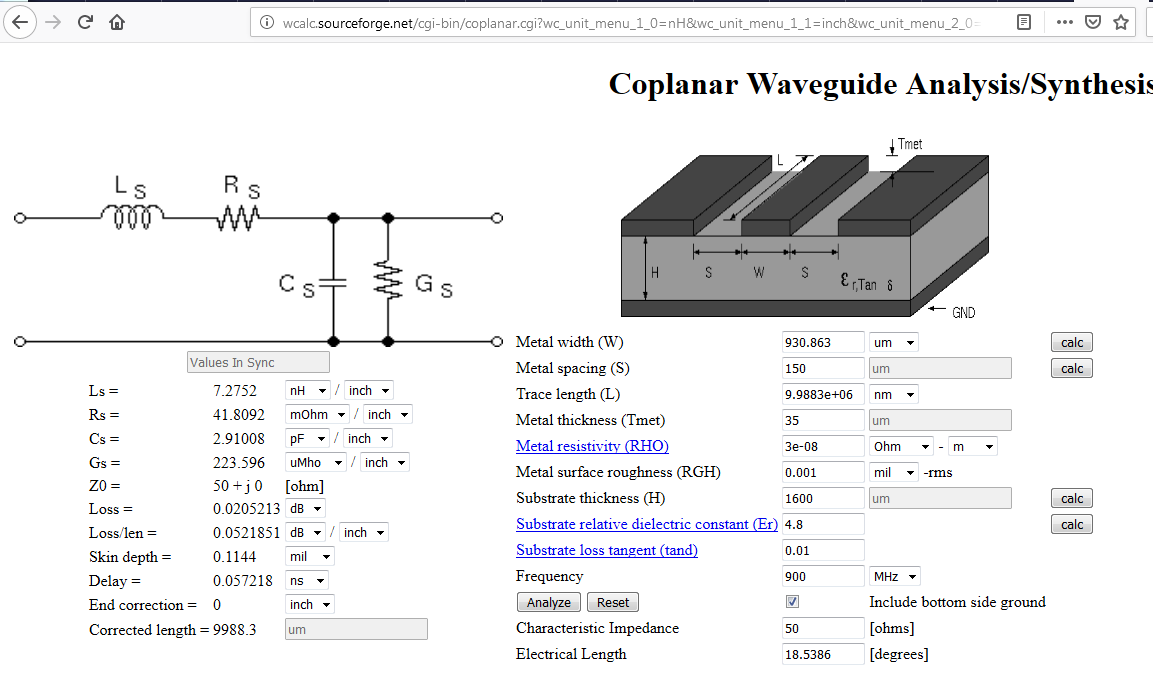 wcalc.sourceforge.net/cgi-bin/coplanar.cgi?wc_unit_menu_1_0=nH&wc_unit_menu_1_1=inch&wc_unit_menu_2_0=
Coplanar Waveguide Analysis/Synthesis
L S
R S
C S
G S
Tmet
L
H
S
W
S
ε r,Tan δ
GND
Values In Sync
Ls = 7.2752 nH / inch
Rs = 41.8092 mOhm / inch
Cs = 2.91008 pF / inch
Gs = 223.596 uMho / inch
Z0 = 50 + j 0 [ohm]
Loss = 0.0205213 dB
Loss/len = 0.0521851 dB / inch
Skin depth = 0.1144 mil
Delay = 0.057218 ns
End correction = 0 inch
Corrected length = 9988.3 um
Metal width (W) 930.863 um calc
Metal spacing (S) 150 um calc
Trace length (L) 9.9883e+06 nm
Metal thickness (Tmet) 35 um
Metal resistivity (RHO) 3e-08 Ohm - m
Metal surface roughness (RGH) 0.001 mil -rms
Substrate thickness (H) 1600 um calc
Substrate relative dielectric constant (Er) 4.8 calc
Substrate loss tangent (tand) 0.01
Frequency 900 MHz
Analyze Reset Include bottom side ground
Characteristic Impedance 50 [ohms]
Electrical Length 18.5386 [degrees]